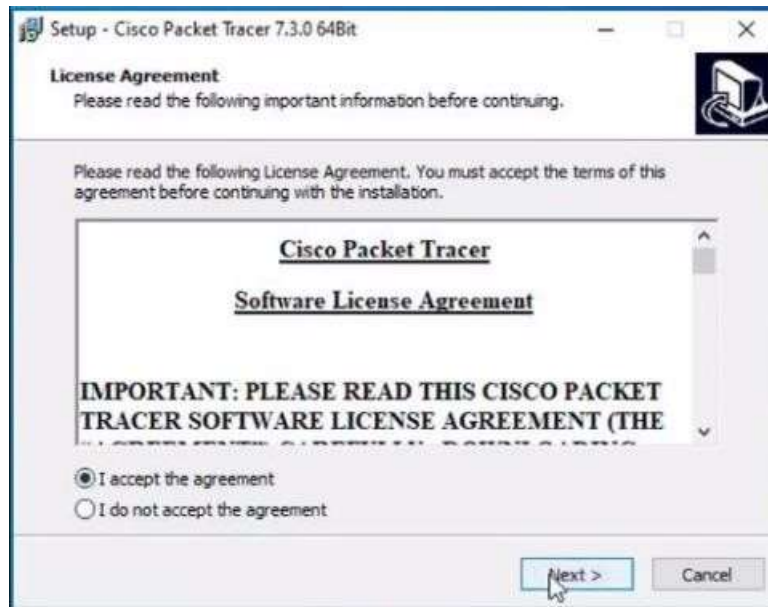 Setup - Cisco Packet Tracer 7.3.0 64Bit
License Agreement
Please read the following important information before continuing.
Please read the following License Agreement. You must accept the terms of this
agreement before continuing with the installation.
Cisco Packet Tracer
Software License Agreement
IMPORTANT: PLEASE READ THIS CISCO PACKET
TRACER SOFTWARE LICENSE AGREEMENT (THE
I accept the agreement
I do not accept the agreement
Next >
Cancel